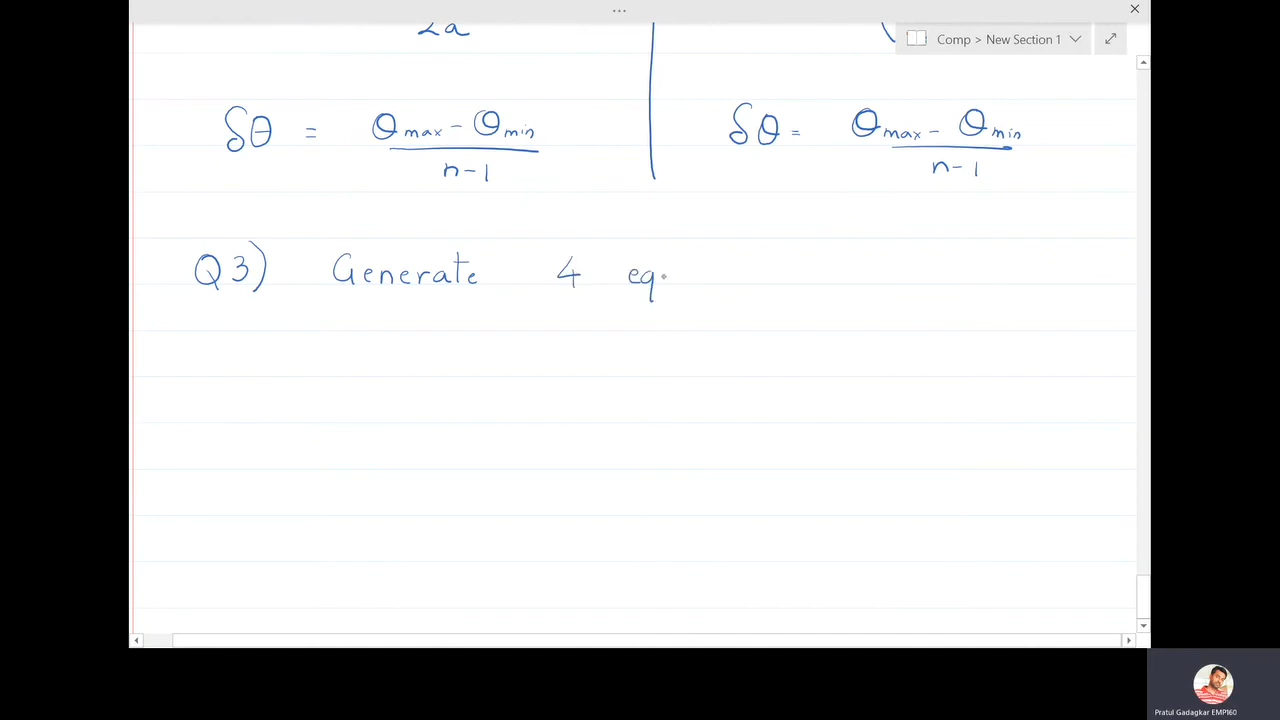 ...
Comp > New Section 1
2a
δθ = θmax - θmin / n-1
δθ = θmax - θmin / n-1
Q3) Generate 4 eq
Pratul Gadagkar EMP160